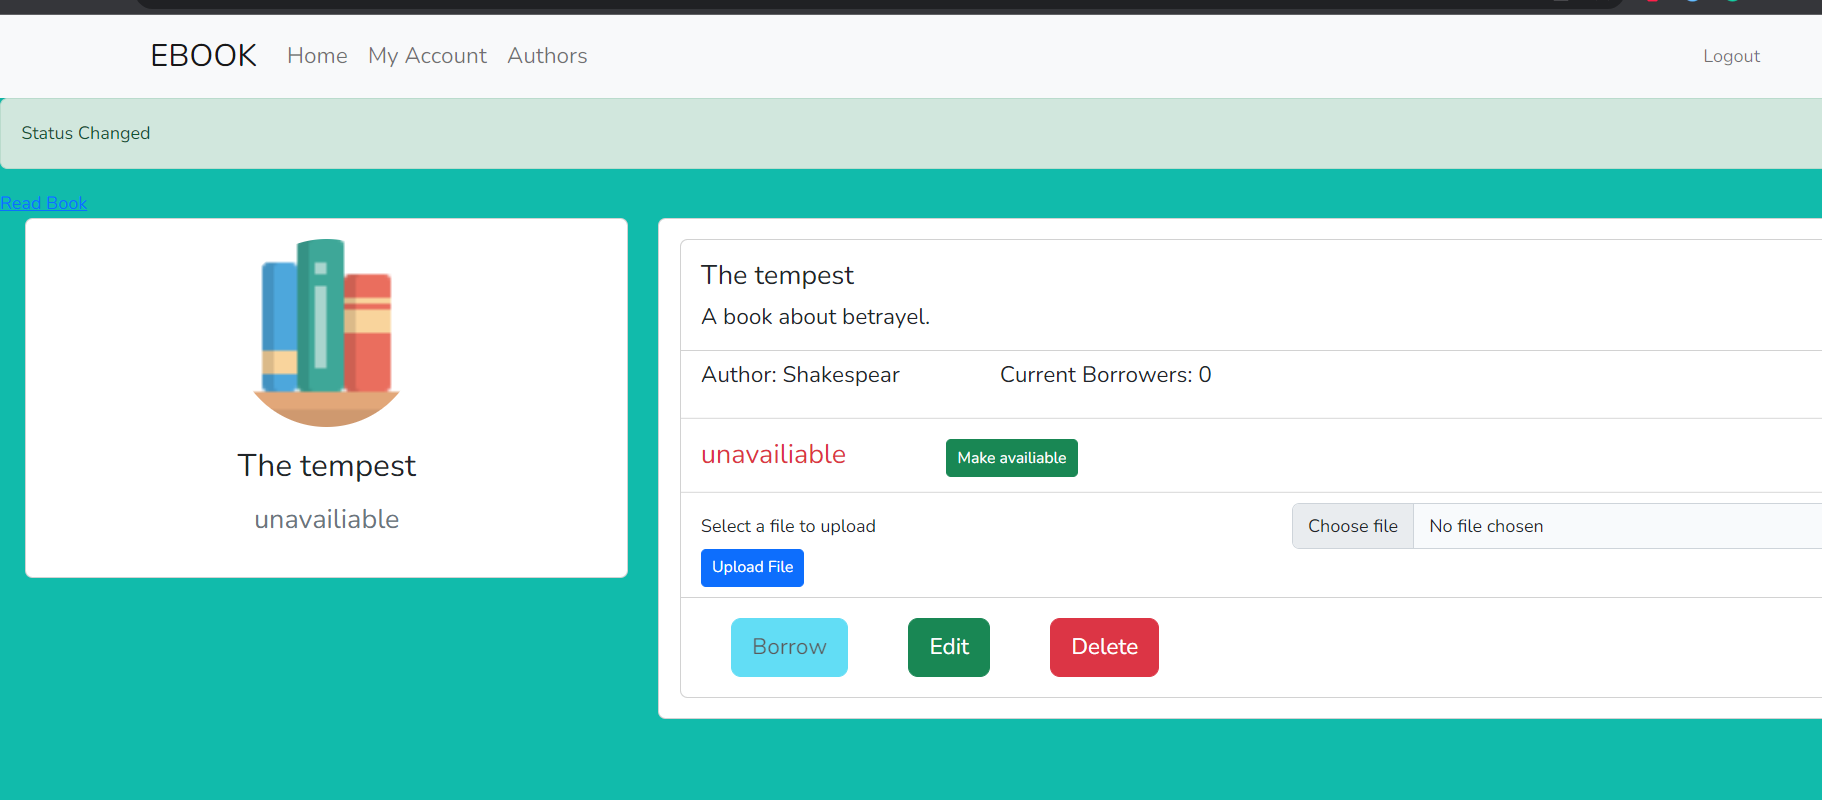 EBOOK Home My Account Authors Logout
Status Changed
Read Book
The tempest
unavailiable
The tempest
A book about betrayel.
Author: Shakespear Current Borrowers: 0
unavailiable Make availiable
Select a file to upload Choose file No file chosen
Upload File
Borrow Edit Delete